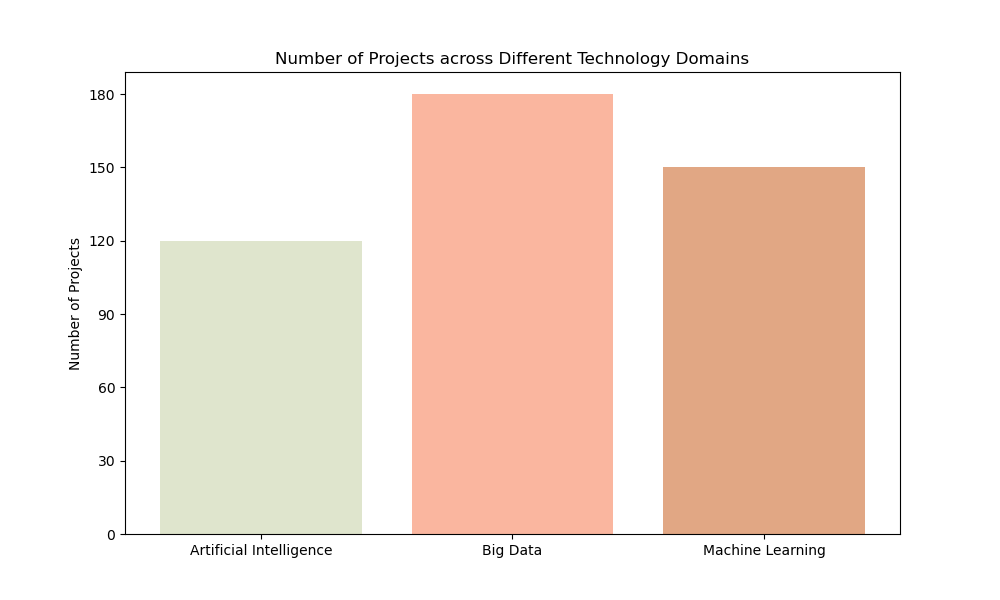 Number of Projects across Different Technology Domains
Number of Projects
180
150
120
90
60
30
0
Artificial Intelligence
Big Data
Machine Learning